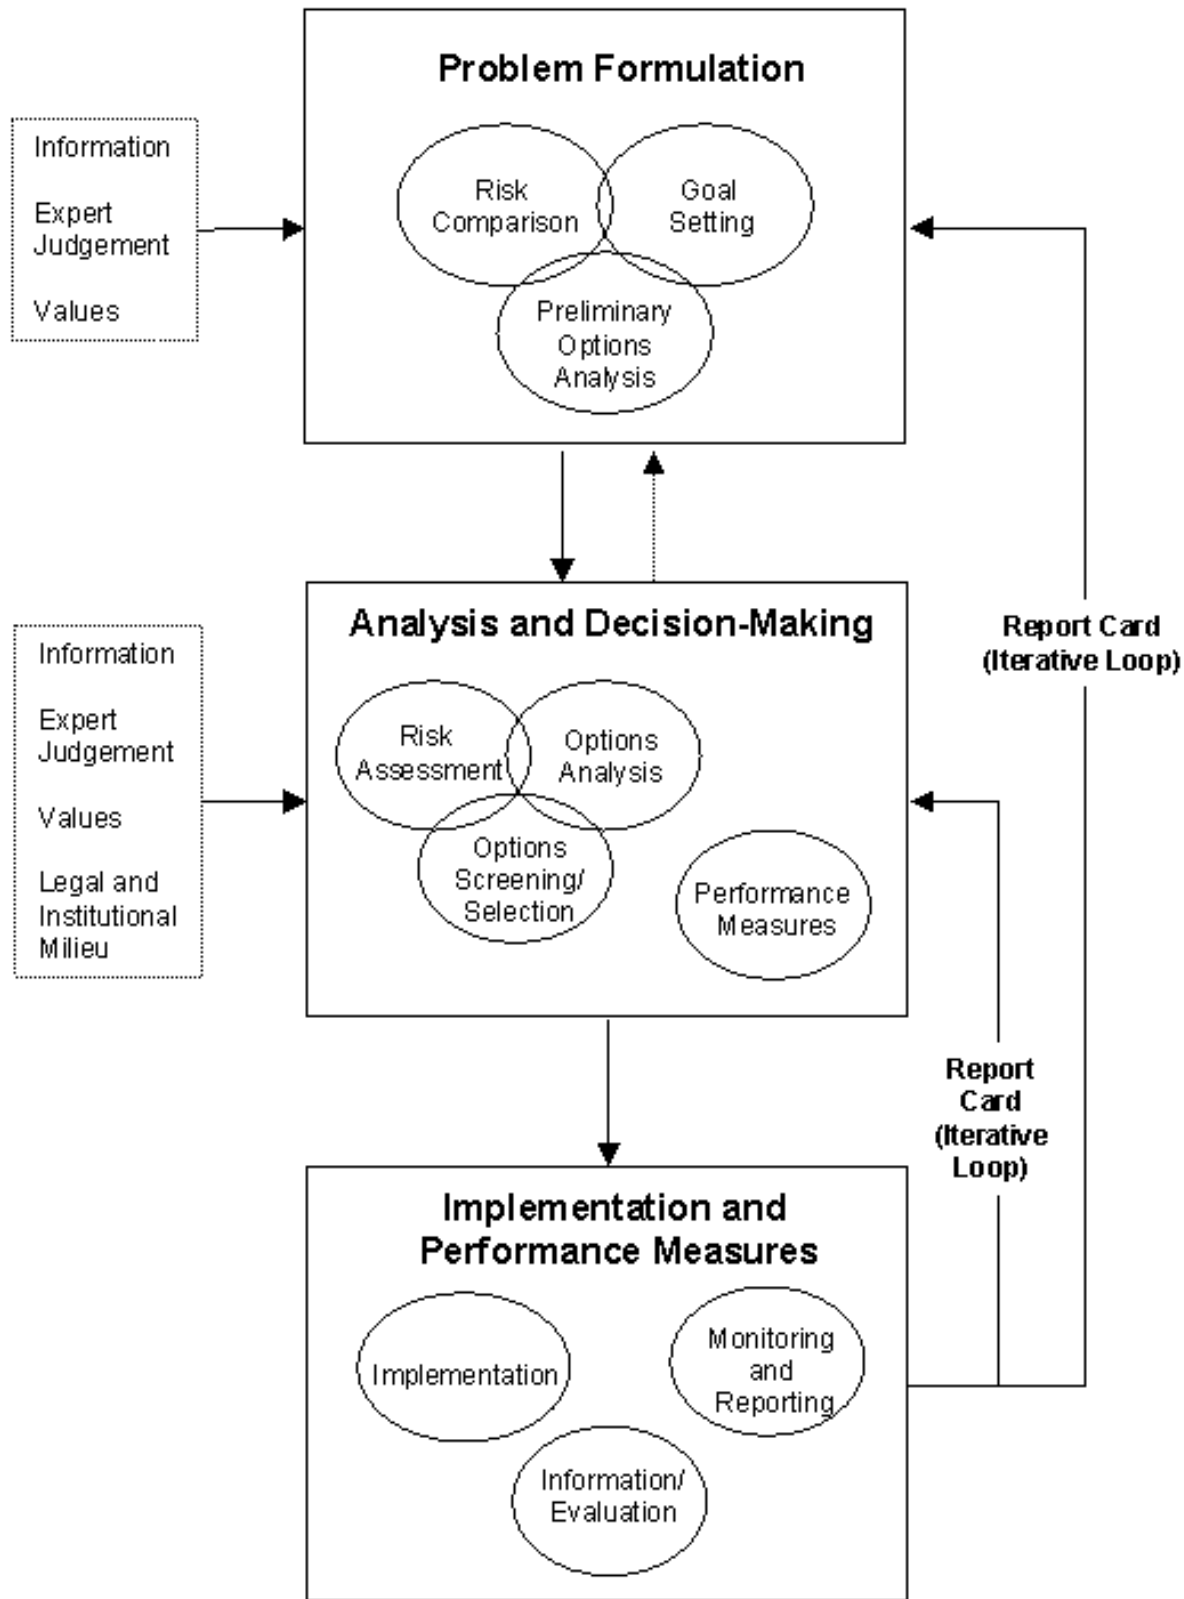 Problem Formulation
Information
Expert
Judgement
Values
Risk
Comparison
Goal
Setting
Preliminary
Options
Analysis
Analysis and Decision-Making
Information
Expert
Judgement
Values
Legal and
Institutional
Milieu
Risk
Assessment
Options
Analysis
Options
Screening/
Selection
Performance
Measures
Report Card
(Iterative Loop)
Report
Card
(Iterative
Loop)
Implementation and
Performance Measures
Implementation
Monitoring
and
Reporting
Information/
Evaluation